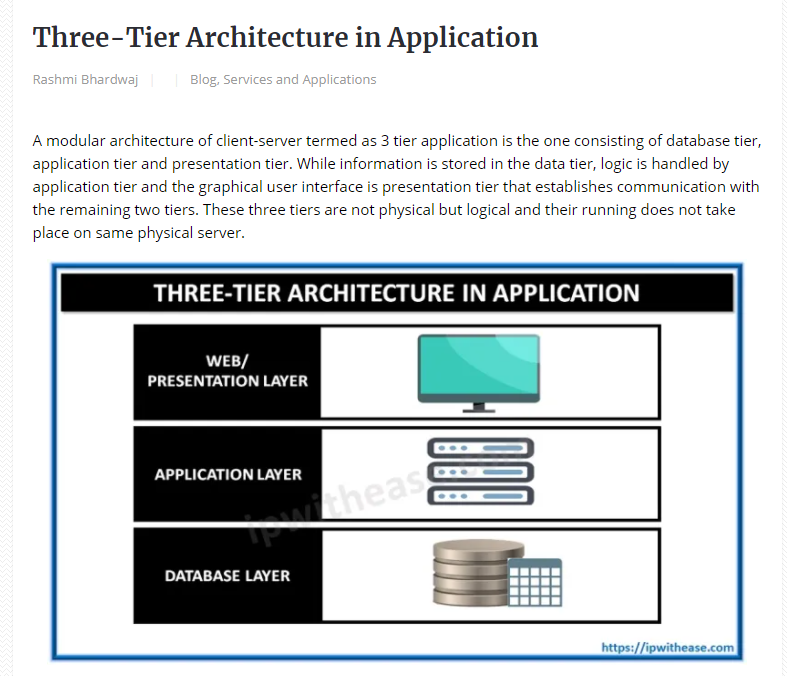 Three-Tier Architecture in Application
Rashmi Bhardwaj | | Blog, Services and Applications
A modular architecture of client-server termed as 3 tier application is the one consisting of database tier,
application tier and presentation tier. While information is stored in the data tier, logic is handled by
application tier and the graphical user interface is presentation tier that establishes communication with
the remaining two tiers. These three tiers are not physical but logical and their running does not take
place on same physical server.
THREE-TIER ARCHITECTURE IN APPLICATION
WEB/
PRESENTATION LAYER
APPLICATION LAYER
ipwithease.com
DATABASE LAYER
https://ipwithease.com